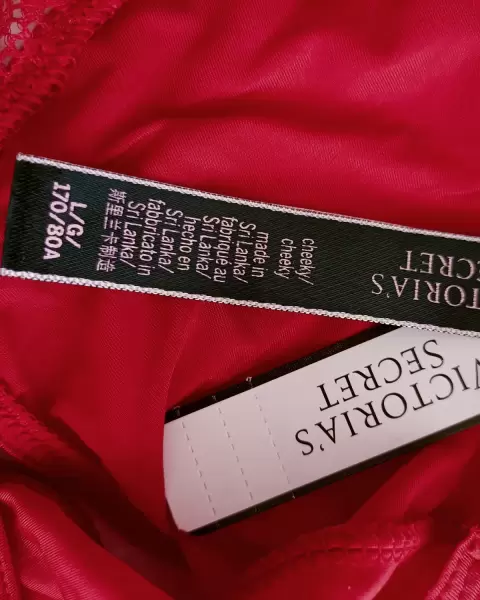 VICTORIA'S
SECRET
cheeky/
cheeky
made in
Sri Lanka/
fabriqué au
Sri Lanka/
hecho en
Sri Lanka/
fabbricato in
Sri Lanka/
斯里兰卡制造
L/G/
170/80A
VICTORIA'S
SECRET